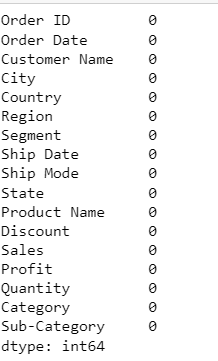 Order ID 0
Order Date 0
Customer Name 0
City 0
Country 0
Region 0
Segment 0
Ship Date 0
Ship Mode 0
State 0
Product Name 0
Discount 0
Sales 0
Profit 0
Quantity 0
Category 0
Sub-Category 0
dtype: int64